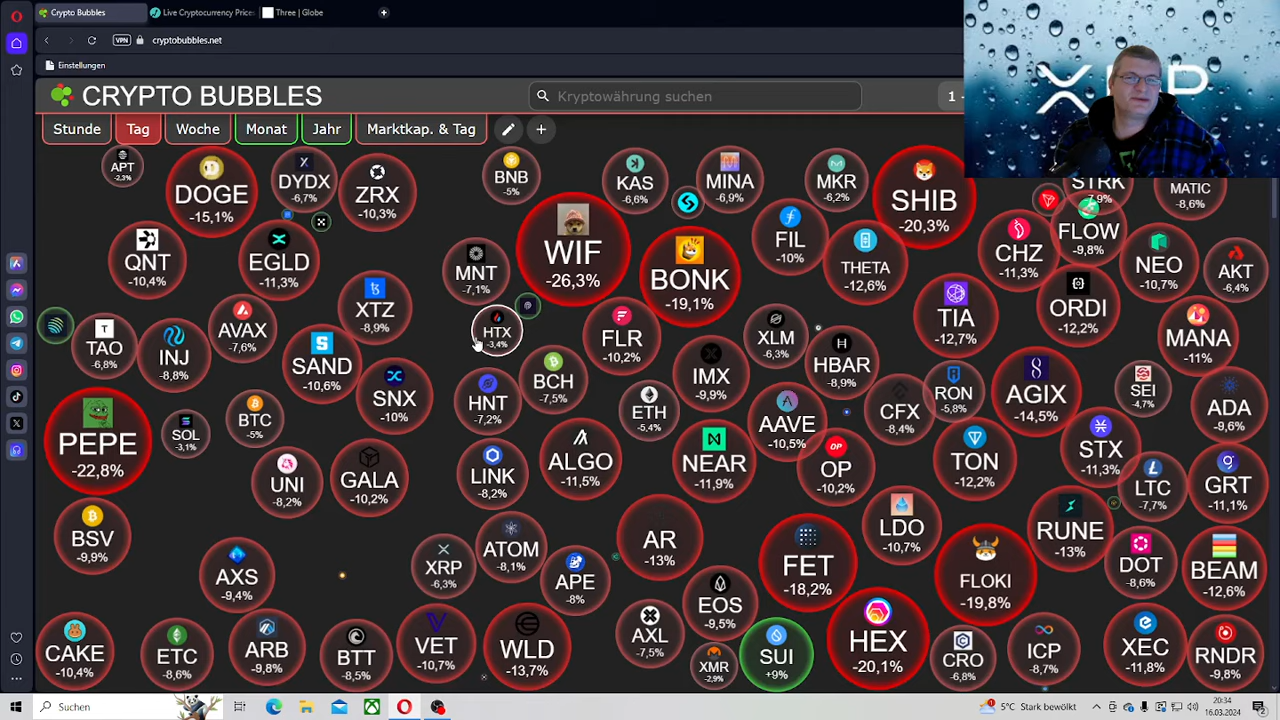 Crypto Bubbles
Live Cryptocurrency Price
Three | Globe
VPN
cryptobubbles.net
Einstellungen
CRYPTO BUBBLES
Kryptowährung suchen
1 -
Stunde
Tag
Woche
Monat
Jahr
Marktkap. & Tag
XRP
APT
-2,3%
DOGE
-15,1%
DYDX
-6,7%
ZRX
-10,3%
BNB
-5%
KAS
-6,6%
MINA
-6,9%
MKR
-6,2%
SHIB
-20,3%
STRK
-7,9%
MATIC
-8,6%
QNT
-10,4%
EGLD
-11,3%
MNT
-7,1%
WIF
-26,3%
BONK
-19,1%
FIL
-10%
THETA
-12,6%
CHZ
-11,3%
FLOW
-9,8%
NEO
-10,7%
AKT
-6,4%
TAO
-6,8%
INJ
-8,8%
AVAX
-7,6%
SAND
-10,6%
XTZ
-8,9%
HTX
-3,4%
FLR
-10,2%
XLM
-6,3%
HBAR
-8,9%
TIA
-12,7%
ORDI
-12,2%
MANA
-11%
PEPE
-22,8%
SOL
-3,1%
BTC
-5%
SNX
-10%
HNT
-7,2%
BCH
-7,5%
ETH
-5,4%
IMX
-9,9%
AAVE
-10,5%
CFX
-8,4%
RON
-5,8%
AGIX
-14,5%
SEI
-4,7%
ADA
-9,6%
UNI
-8,2%
GALA
-10,2%
LINK
-8,2%
ALGO
-11,5%
NEAR
-11,9%
OP
-10,2%
TON
-12,2%
STX
-11,3%
LTC
-7,7%
GRT
-11,1%
BSV
-9,9%
AXS
-9,4%
XRP
-6,3%
ATOM
-8,1%
APE
-8%
AR
-13%
FET
-18,2%
LDO
-10,7%
FLOKI
-19,8%
RUNE
-13%
DOT
-8,6%
BEAM
-12,6%
CAKE
-10,4%
ETC
-8,6%
ARB
-9,8%
BTT
-8,5%
VET
-10,7%
WLD
-13,7%
AXL
-7,5%
EOS
-9,5%
XMR
-2,9%
SUI
+9%
HEX
-20,1%
CRO
-6,8%
ICP
-8,7%
XEC
-11,8%
RNDR
-9,8%
Suchen
5°C Stark bewölkt
20:34
16.03.2024